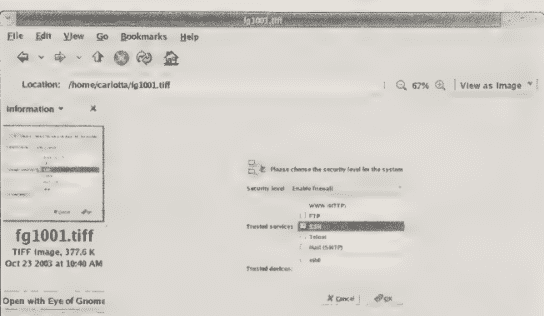 fg1001.tiff
File Edit View Go Bookmarks Help
Location: /home/carlotta/fg1001.tiff 67% View as Image
Information
Please choose the security level for the system
Security level: Enable firewall
WWW (HTTP)
FTP
Trusted services: SSH
Telnet
Mail (SMTP)
Trusted devices:
Cancel OK
fg1001.tiff
TIFF Image, 377.6 K
Oct 23 2003 at 10:40 AM
Open with Eye of Gnome